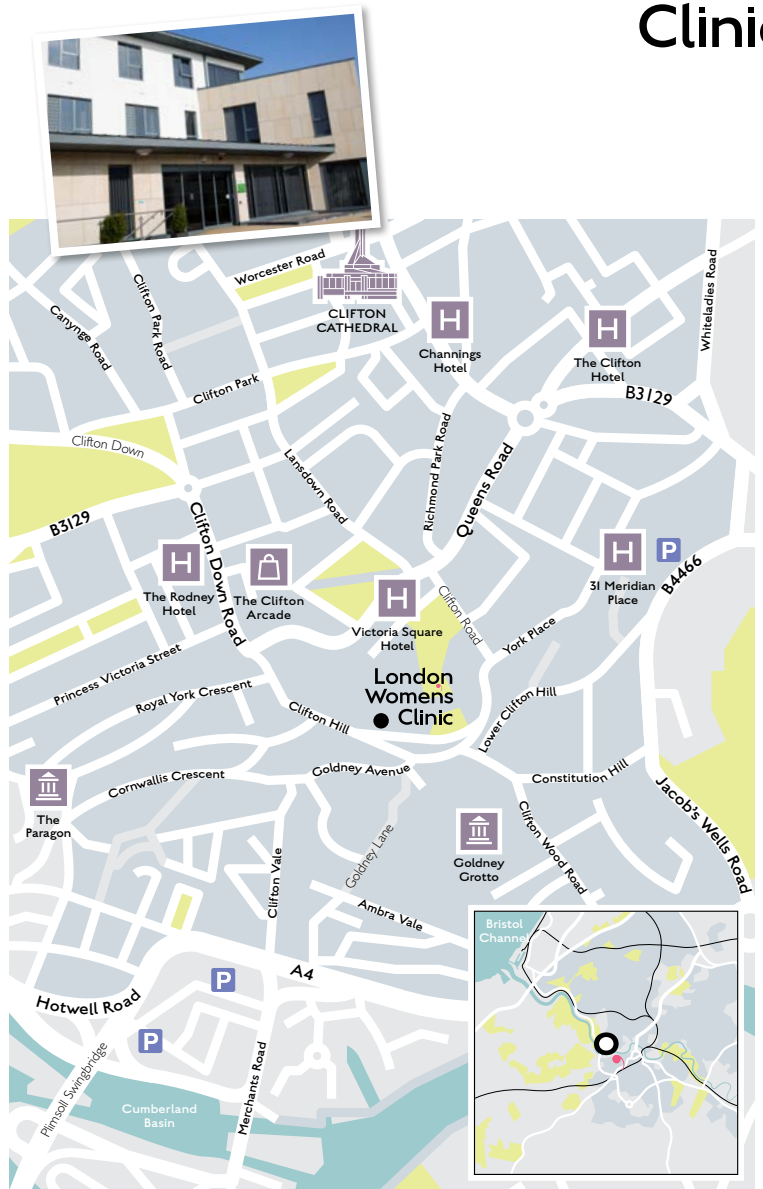 Clinic
Worcester Road
Clifton Park Road
Canynge Road
CLIFTON
CATHEDRAL
Channings
Hotel
H
The Clifton
Hotel
H
Whiteladies Road
B3129
Clifton Park
Clifton Down
Lansdown Road
Richmond Park Road
Queens Road
B3129
Clifton Down Road
H
The Rodney
Hotel
The Clifton
Arcade
H
Victoria Square
Hotel
Clifton Road
H
P
31 Meridian
Place
B4466
York Place
Princess Victoria Street
Royal York Crescent
London
Womens
Clinic
Clifton Hill
Lower Clifton Hill
Cornwallis Crescent
Goldney Avenue
Constitution Hill
The
Paragon
Jacob's Wells Road
Goldney Lane
Goldney
Grotto
Clifton Wood Road
Clifton Vale
Ambra Vale
Bristol
Channel
A4
P
Hotwell Road
P
Plimsoll Swingbridge
Merchants Road
Cumberland
Basin